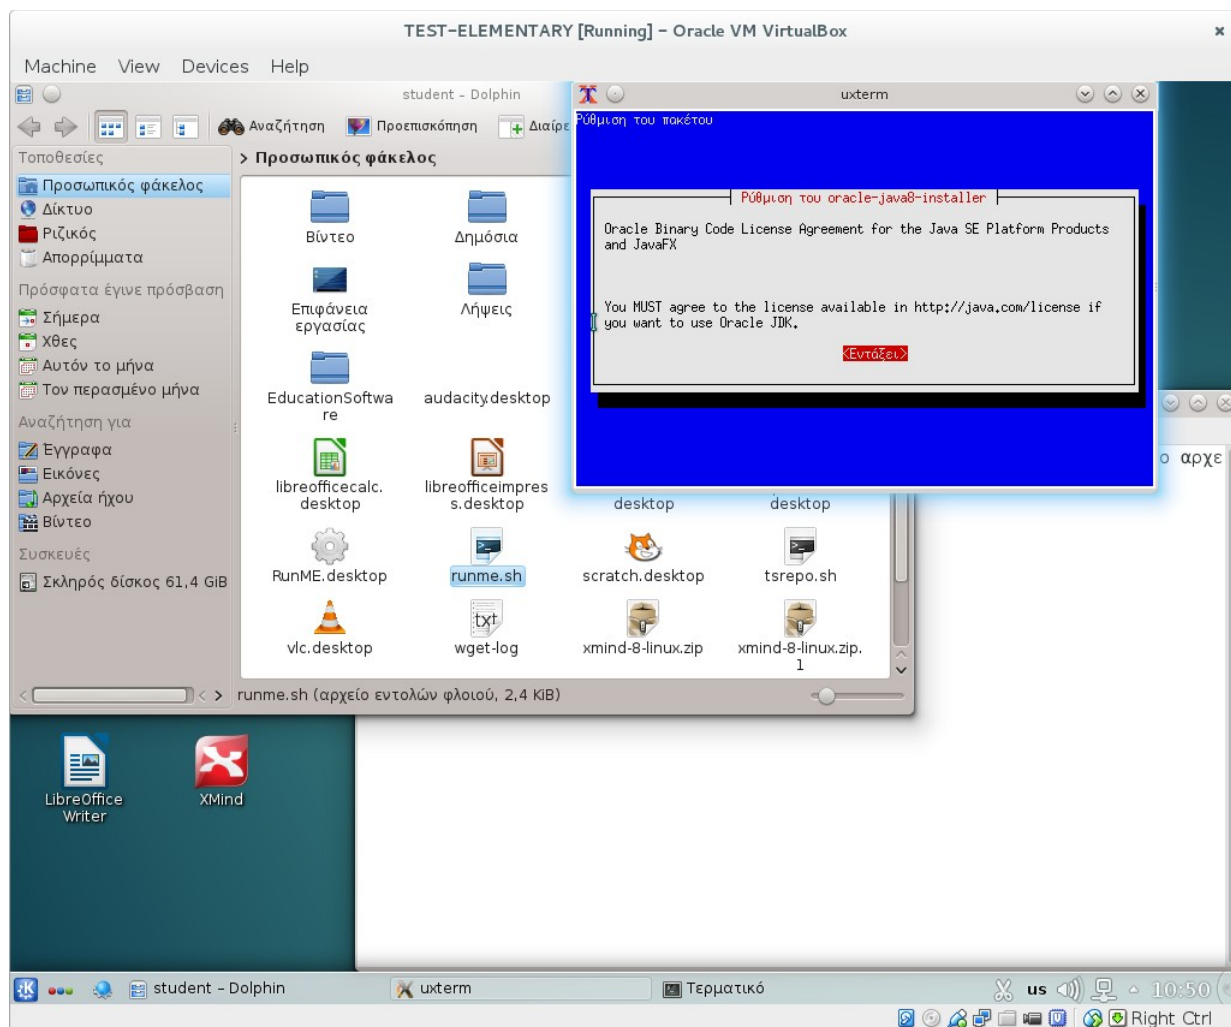 TEST-ELEMENTARY [Running] - Oracle VM VirtualBox
Machine View Devices Help
student - Dolphin
Αναζήτηση Προεπισκόπηση Διαίρε
Τοποθεσίες
Προσωπικός φάκελος
Δίκτυο
Ριζικός
Απορρίμματα
Πρόσφατα έγινε πρόσβαση
Σήμερα
Χθες
Αυτόν το μήνα
Τον περασμένο μήνα
Αναζήτηση για
Έγγραφα
Εικόνες
Αρχεία ήχου
Βίντεο
Συσκευές
Σκληρός δίσκος 61,4 GiB
> Προσωπικός φάκελος
Βίντεο
Δημόσια
Επιφάνεια
εργασίας
Λήψεις
EducationSoftwa
re
audacity.desktop
libreofficecalc.
desktop
libreofficeimpres
s.desktop
desktop
desktop
RunME.desktop
runme.sh
scratch.desktop
tsrepo.sh
vlc.desktop
wget-log
xmind-8-linux.zip
xmind-8-linux.zip.
1
runme.sh (αρχείο εντολών φλοιού, 2,4 KiB)
uxterm
Ρύθμιση του πακέτου
Ρύθμιση του oracle-java8-installer
Oracle Binary Code License Agreement for the Java SE Platform Products
and JavaFX
You MUST agree to the license available in http://java.com/license if
you want to use Oracle JDK.
<Εντάξει>
ο αρχε
LibreOffice
Writer
XMind
student - Dolphin
uxterm
Τερματικό
us
10:50
Right Ctrl